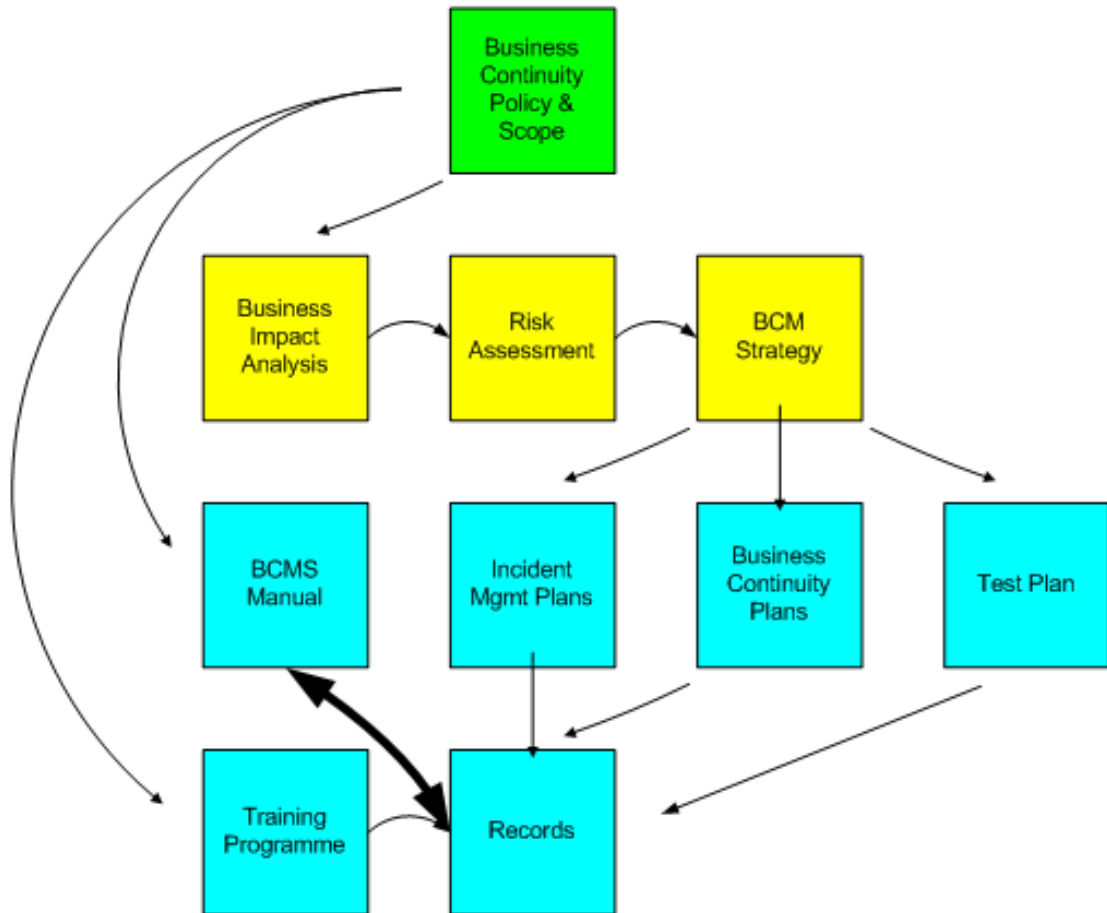 Business
Continuity
Policy &
Scope
Business
Impact
Analysis
Risk
Assessment
BCM
Strategy
BCMS
Manual
Incident
Mgmt Plans
Business
Continuity
Plans
Test Plan
Training
Programme
Records